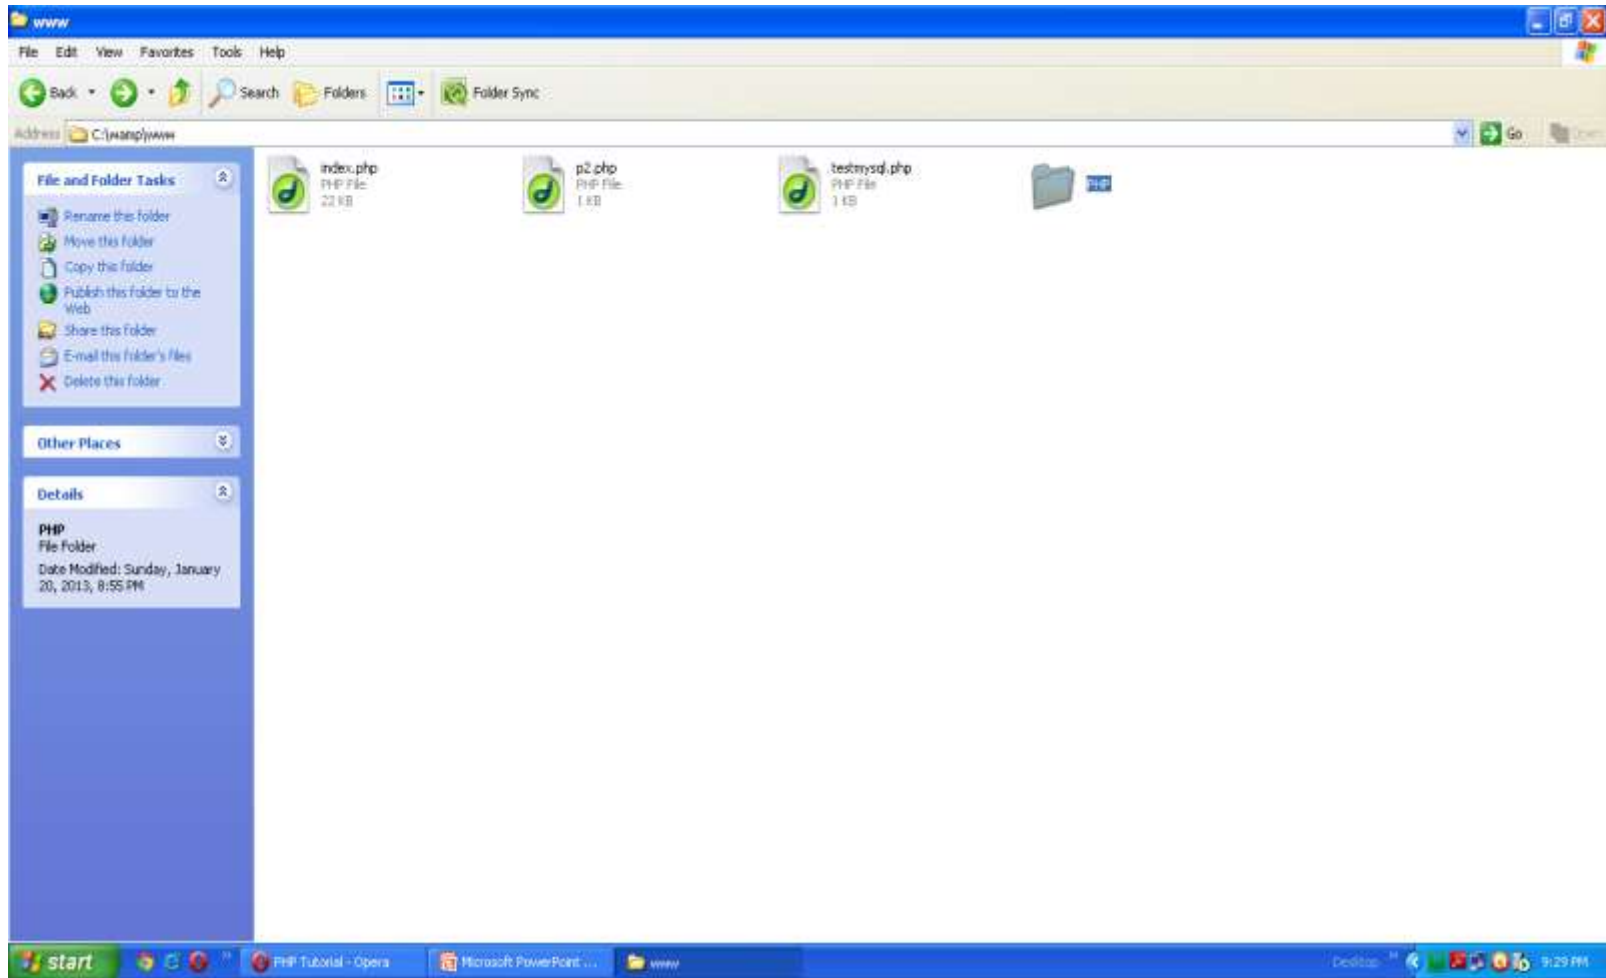 www
File Edit View Favorites Tools Help
Back Search Folders Folder Sync
Address C:\wamp\www Go
File and Folder Tasks
Rename this folder
Move this folder
Copy this folder
Publish this folder to the
Web
Share this folder
E-mail this folder's files
Delete this folder
Other Places
Details
PHP
File Folder
Date Modified: Sunday, January
20, 2013, 8:55 PM
index.php
PHP File
22 KB
p2.php
PHP File
1 KB
testmysql.php
PHP File
1 KB
PHP
start PHP Tutorial - Opera Microsoft PowerPoint ... www Desktop 9:29 PM